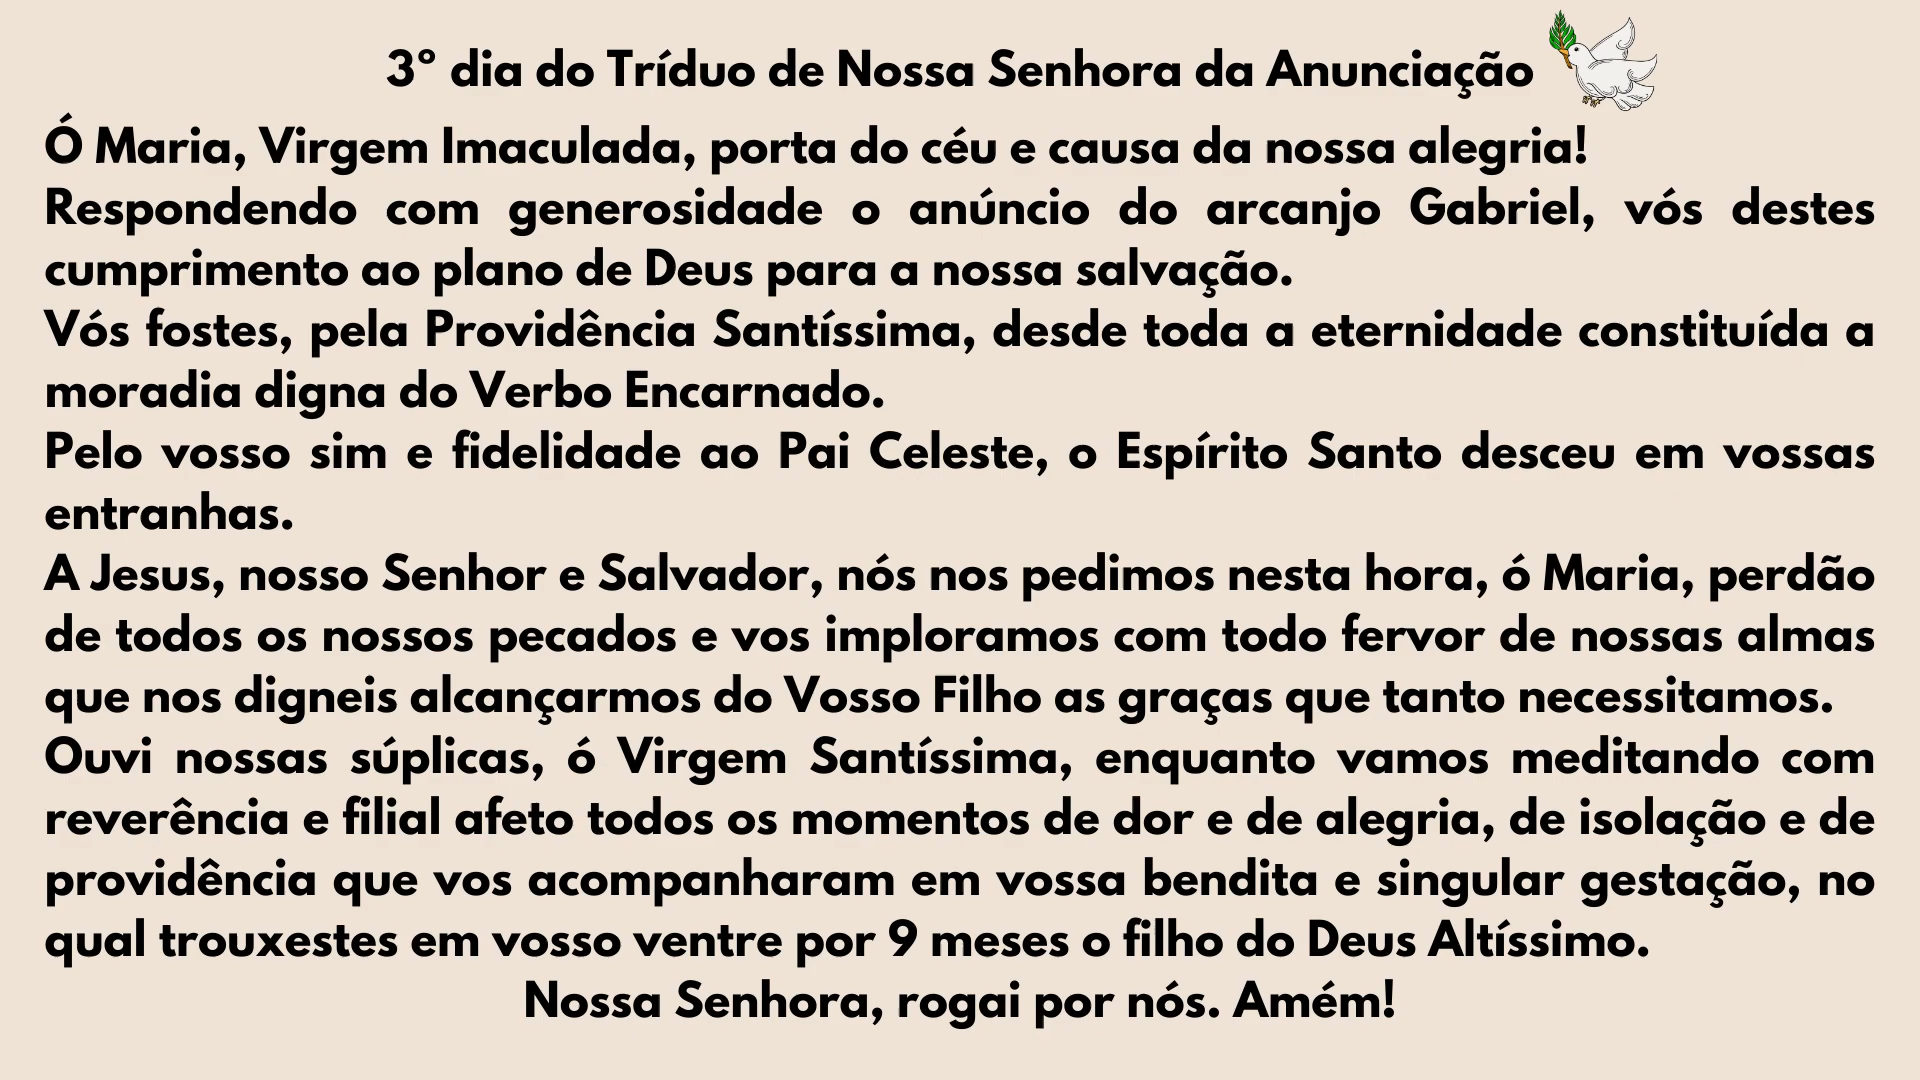 3º dia do Tríduo de Nossa Senhora da Anunciação
Ó Maria, Virgem Imaculada, porta do céu e causa da nossa alegria!
Respondendo com generosidade o anúncio do arcanjo Gabriel, vós destes
cumprimento ao plano de Deus para a nossa salvação.
Vós fostes, pela Providência Santíssima, desde toda a eternidade constituída a
moradia digna do Verbo Encarnado.
Pelo vosso sim e fidelidade ao Pai Celeste, o Espírito Santo desceu em vossas
entranhas.
A Jesus, nosso Senhor e Salvador, nós nos pedimos nesta hora, ó Maria, perdão
de todos os nossos pecados e vos imploramos com todo fervor de nossas almas
que nos digneis alcançarmos do Vosso Filho as graças que tanto necessitamos.
Ouvi nossas súplicas, ó Virgem Santíssima, enquanto vamos meditando com
reverência e filial afeto todos os momentos de dor e de alegria, de isolação e de
providência que vos acompanharam em vossa bendita e singular gestação, no
qual trouxestes em vosso ventre por 9 meses o filho do Deus Altíssimo.
Nossa Senhora, rogai por nós. Amém!